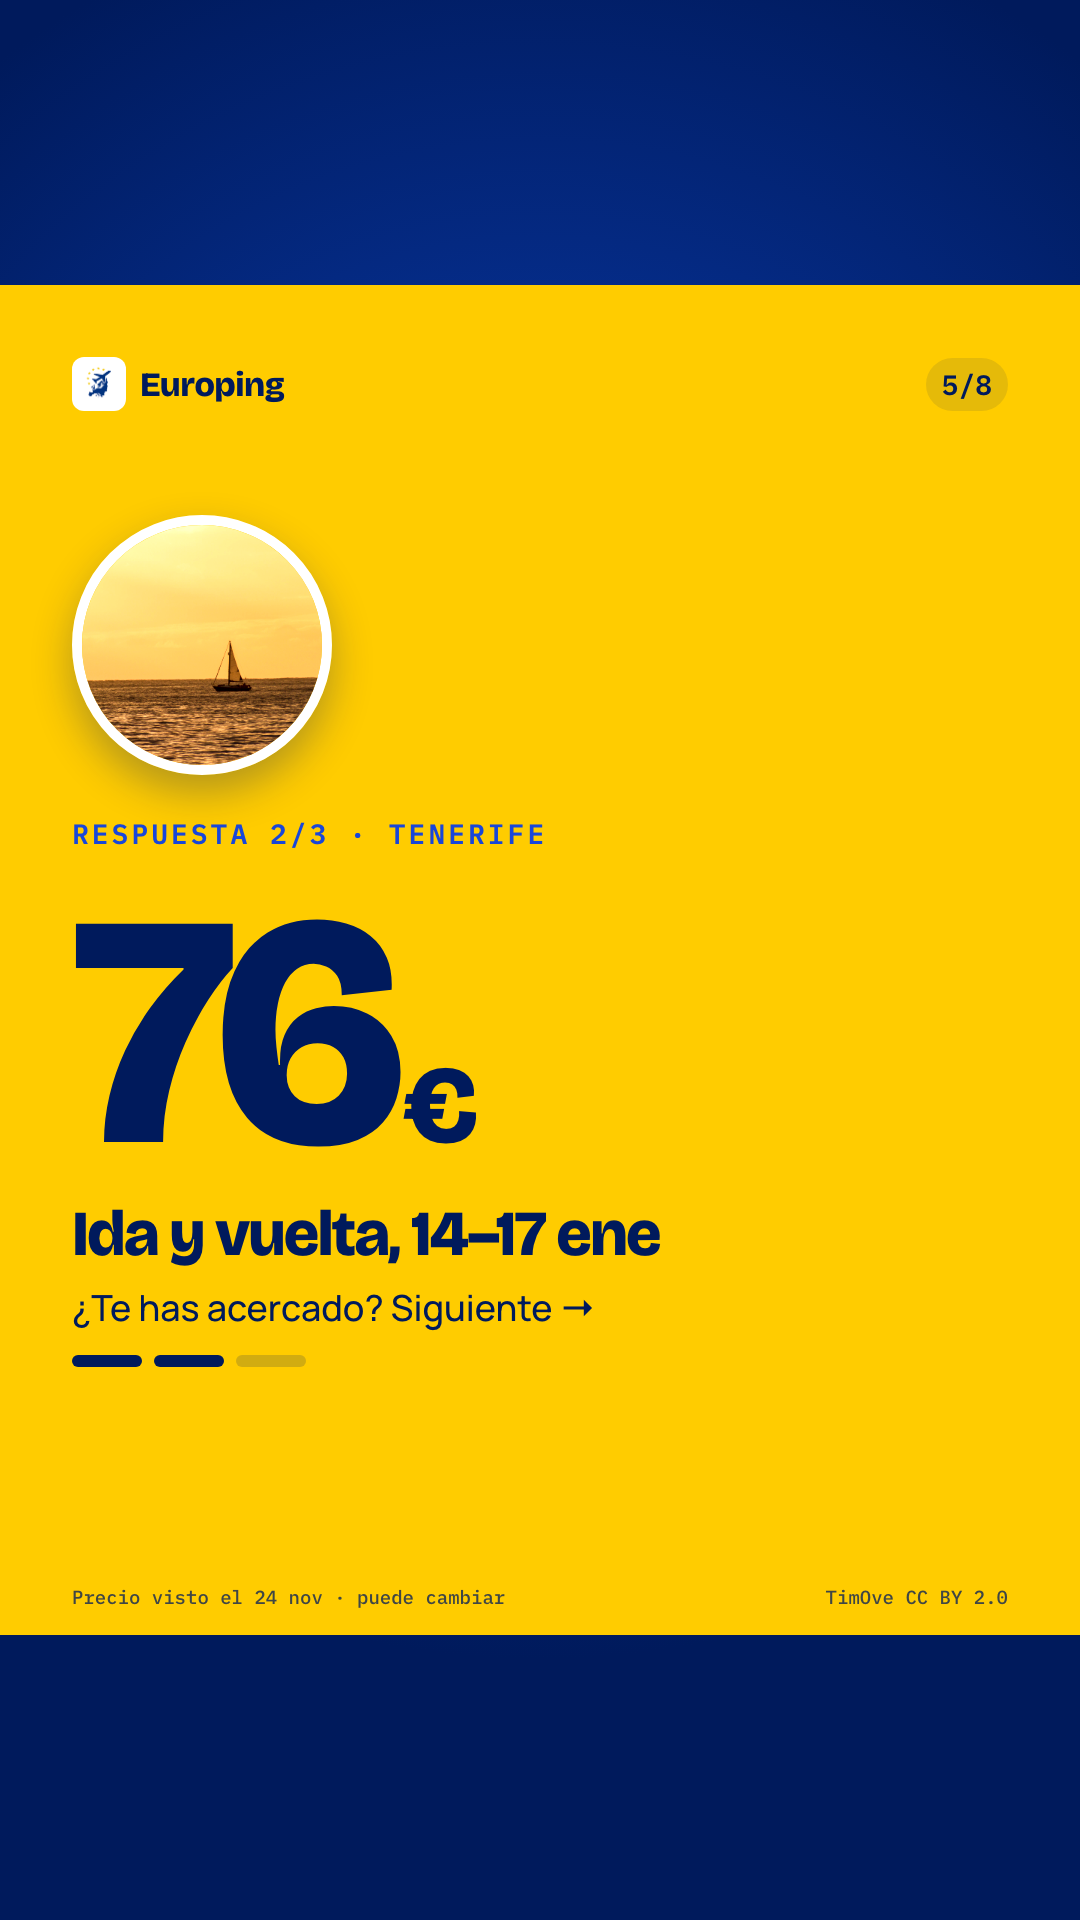 Europing
5/8
RESPUESTA 2/3 · TENERIFE
76€
Ida y vuelta, 14–17 ene
¿Te has acercado? Siguiente →
Precio visto el 24 nov · puede cambiar
TimOve CC BY 2.0